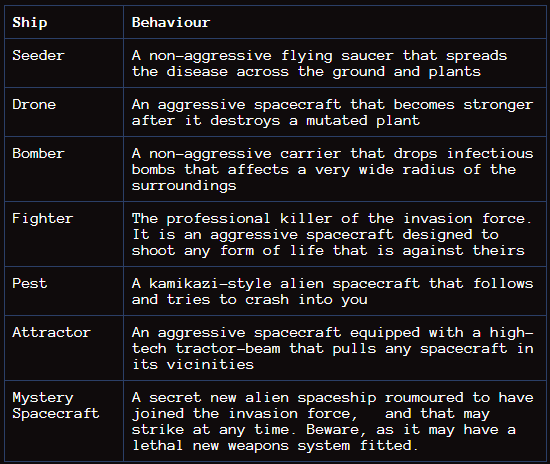 Ship Behaviour
Seeder A non-aggressive flying saucer that spreads
the disease across the ground and plants
Drone An aggressive spacecraft that becomes stronger
after it destroys a mutated plant
Bomber A non-aggressive carrier that drops infectious
bombs that affects a very wide radius of the
surroundings
Fighter The professional killer of the invasion force.
It is an aggressive spacecraft designed to
shoot any form of life that is against theirs
Pest A kamikazi-style alien spacecraft that follows
and tries to crash into you
Attractor An aggressive spacecraft equipped with a high-
tech tractor-beam that pulls any spacecraft in
its vicinities
Mystery A secret new alien spaceship roumoured to have
Spacecraft joined the invasion force,   and that may
strike at any time. Beware, as it may have a
lethal new weapons system fitted.